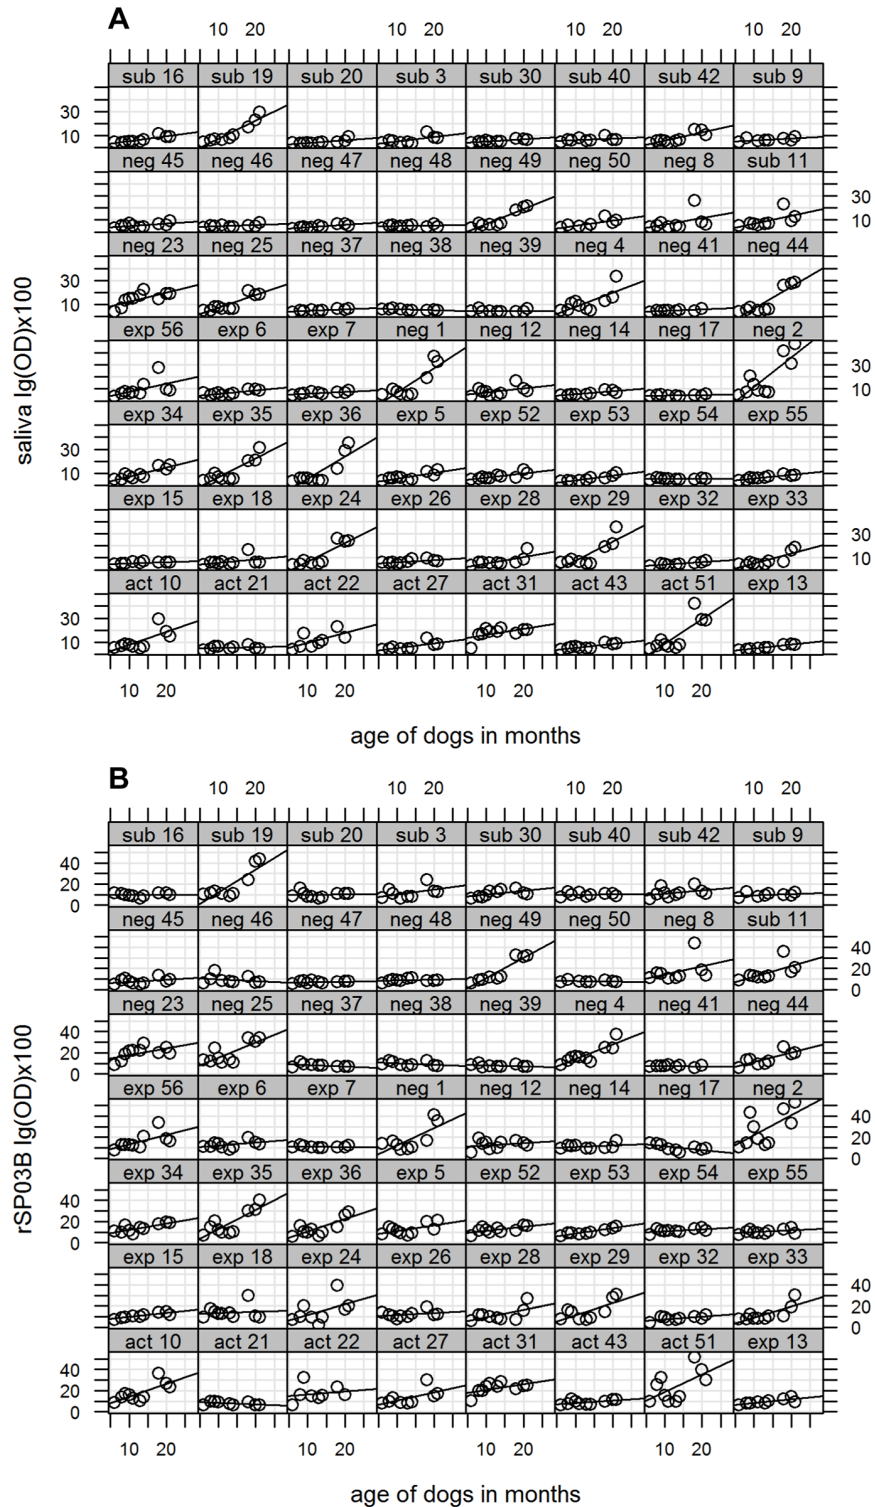 A
10 20 10 20
sub 16 sub 19 sub 20 sub 3 sub 30 sub 40 sub 42 sub 9
30
10
neg 45 neg 46 neg 47 neg 48 neg 49 neg 50 neg 8 sub 11
30
10
neg 23 neg 25 neg 37 neg 38 neg 39 neg 4 neg 41 neg 44
30
10
exp 56 exp 6 exp 7 neg 1 neg 12 neg 14 neg 17 neg 2
30
10
exp 34 exp 35 exp 36 exp 5 exp 52 exp 53 exp 54 exp 55
30
10
exp 15 exp 18 exp 24 exp 26 exp 28 exp 29 exp 32 exp 33
30
10
act 10 act 21 act 22 act 27 act 31 act 43 act 51 exp 13
30
10
10 20 10 20 10 20 10 20
saliva Ig(OD)x100
age of dogs in months
B
10 20 10 20 10 20 10 20
sub 16 sub 19 sub 20 sub 3 sub 30 sub 40 sub 42 sub 9
40
20
0
neg 45 neg 46 neg 47 neg 48 neg 49 neg 50 neg 8 sub 11
40
20
0
neg 23 neg 25 neg 37 neg 38 neg 39 neg 4 neg 41 neg 44
40
20
0
exp 56 exp 6 exp 7 neg 1 neg 12 neg 14 neg 17 neg 2
40
20
0
exp 34 exp 35 exp 36 exp 5 exp 52 exp 53 exp 54 exp 55
40
20
0
exp 15 exp 18 exp 24 exp 26 exp 28 exp 29 exp 32 exp 33
40
20
0
act 10 act 21 act 22 act 27 act 31 act 43 act 51 exp 13
40
20
0
10 20 10 20 10 20 10 20
rSP03B Ig(OD)x100
age of dogs in months